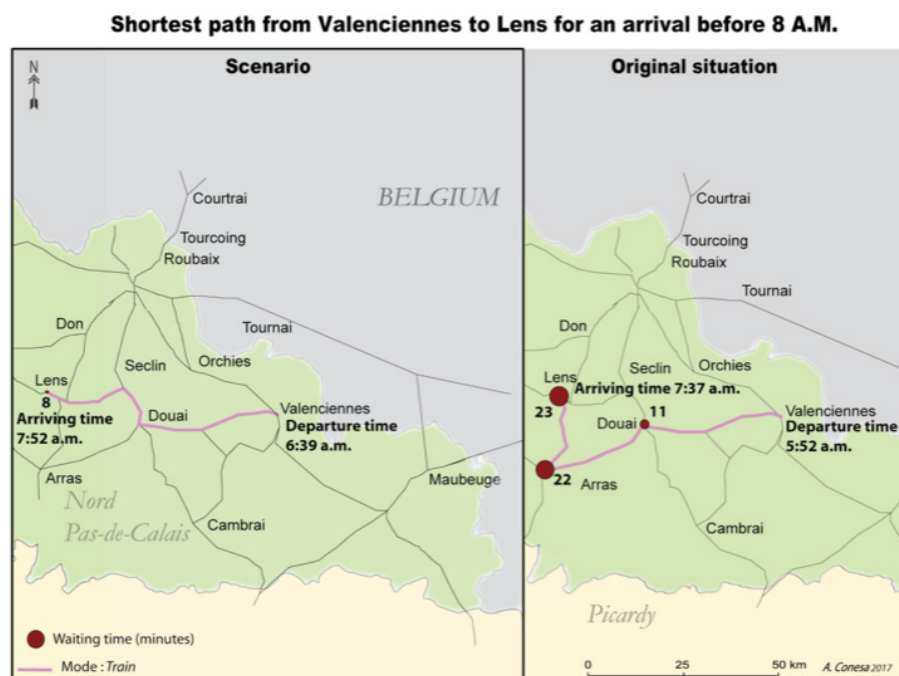 Shortest path from Valenciennes to Lens for an arrival before 8 A.M.
Scenario
N
Courtrai
BELGIUM
Tourcoing
Roubaix
Tournai
Don
Seclin
Orchies
Lens
8
Arriving time
7:52 a.m.
Douai
Valenciennes
Departure time
6:39 a.m.
Arras
Maubeuge
Nord
Pas-de-Calais
Cambrai
Waiting time (minutes)
Mode : Train
Original situation
Courtrai
Tourcoing
Roubaix
Tournai
Don
Seclin
Orchies
Lens
Arriving time 7:37 a.m.
23
11
Douai
Valenciennes
Departure time
5:52 a.m.
22
Arras
Cambrai
Picardy
0 25 50 km
A. Conesa 2017